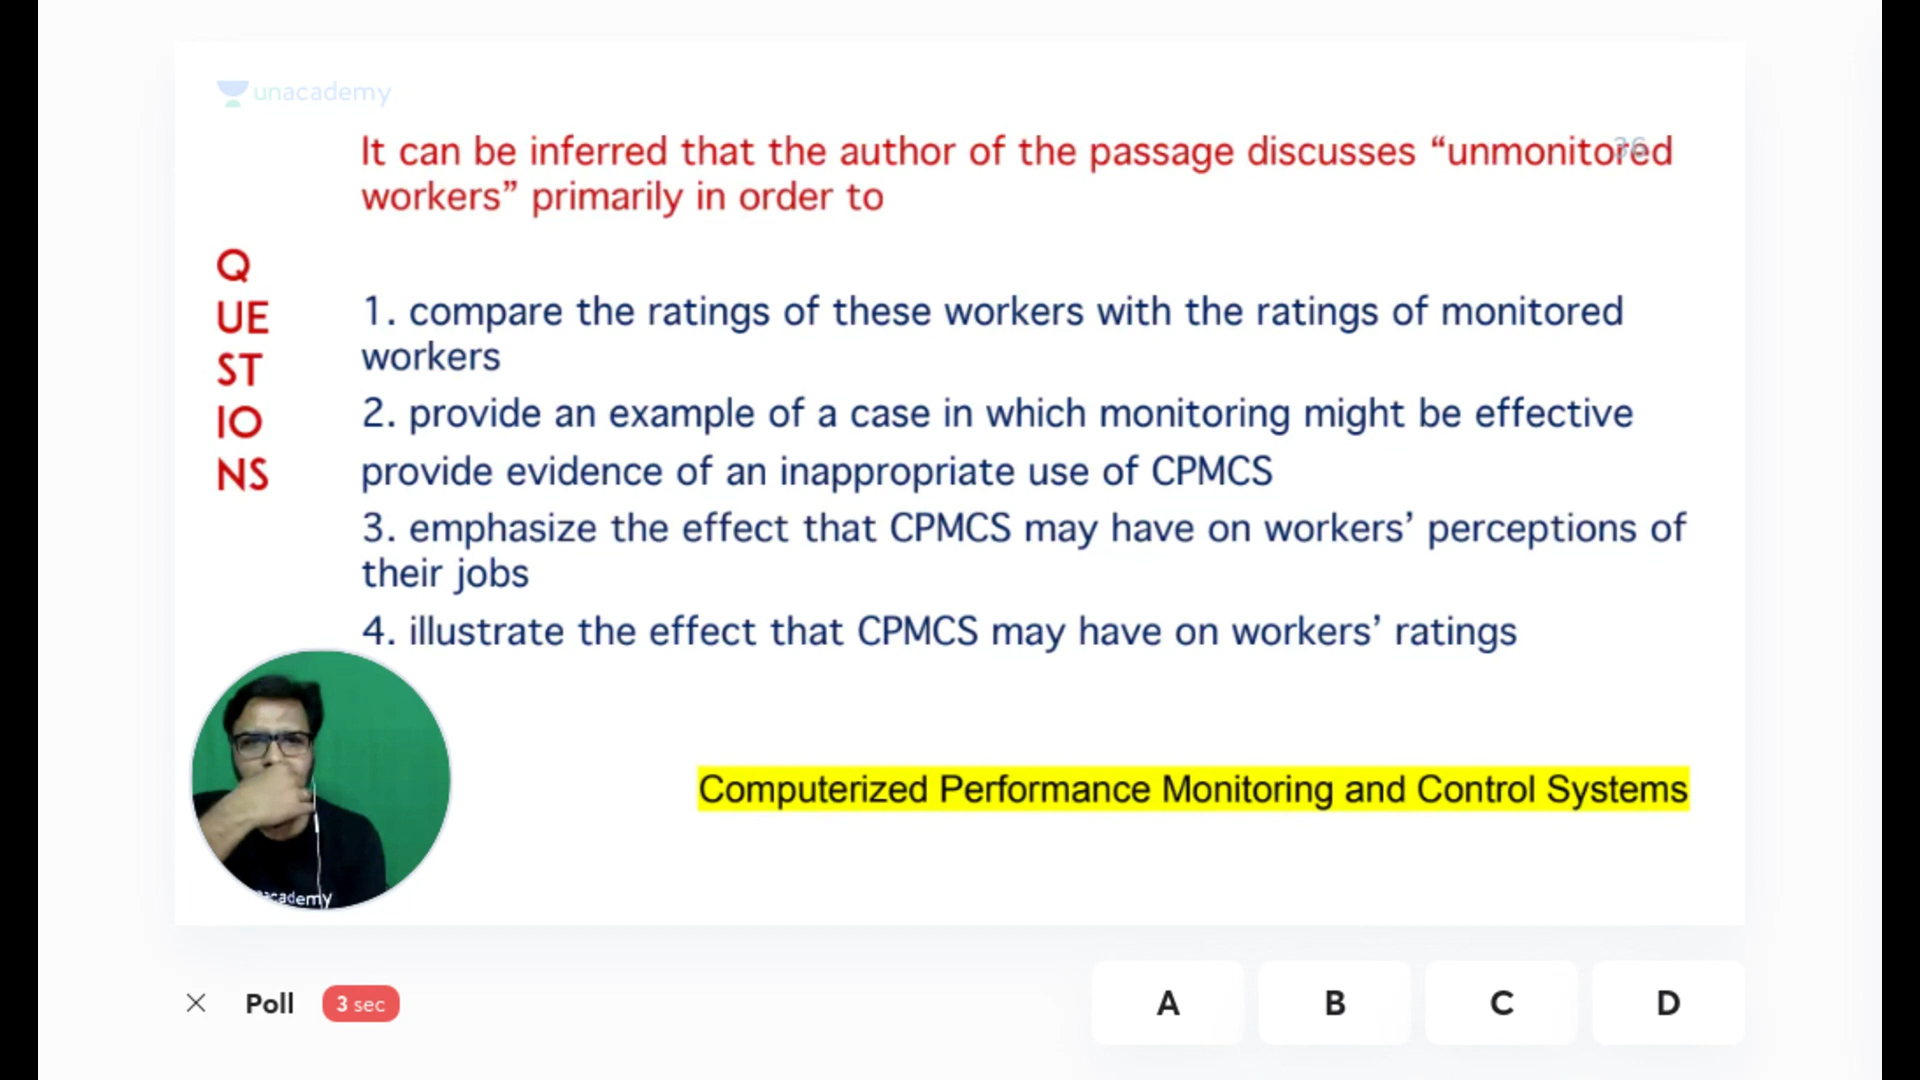 unacademy
36
It can be inferred that the author of the passage discusses “unmonitored
workers” primarily in order to
Q
UE
ST
IO
NS
1. compare the ratings of these workers with the ratings of monitored
workers
2. provide an example of a case in which monitoring might be effective
provide evidence of an inappropriate use of CPMCS
3. emphasize the effect that CPMCS may have on workers’ perceptions of
their jobs
4. illustrate the effect that CPMCS may have on workers’ ratings
Computerized Performance Monitoring and Control Systems
Poll
3 sec
A B C D